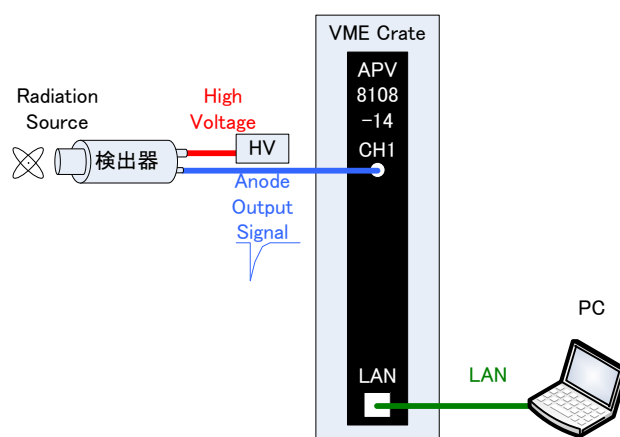 VME Crate
APV
8108
-14
CH1
Radiation
Source
High
Voltage
HV
検出器
Anode
Output
Signal
PC
LAN
LAN